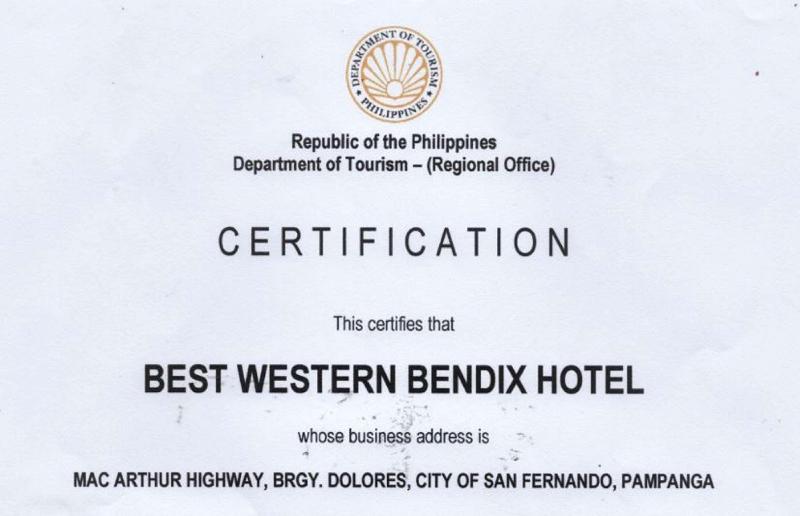 DEPARTMENT OF TOURISM
PHILIPPINES
Republic of the Philippines
Department of Tourism – (Regional Office)
CERTIFICATION
This certifies that
BEST WESTERN BENDIX HOTEL
whose business address is
MAC ARTHUR HIGHWAY, BRGY. DOLORES, CITY OF SAN FERNANDO, PAMPANGA